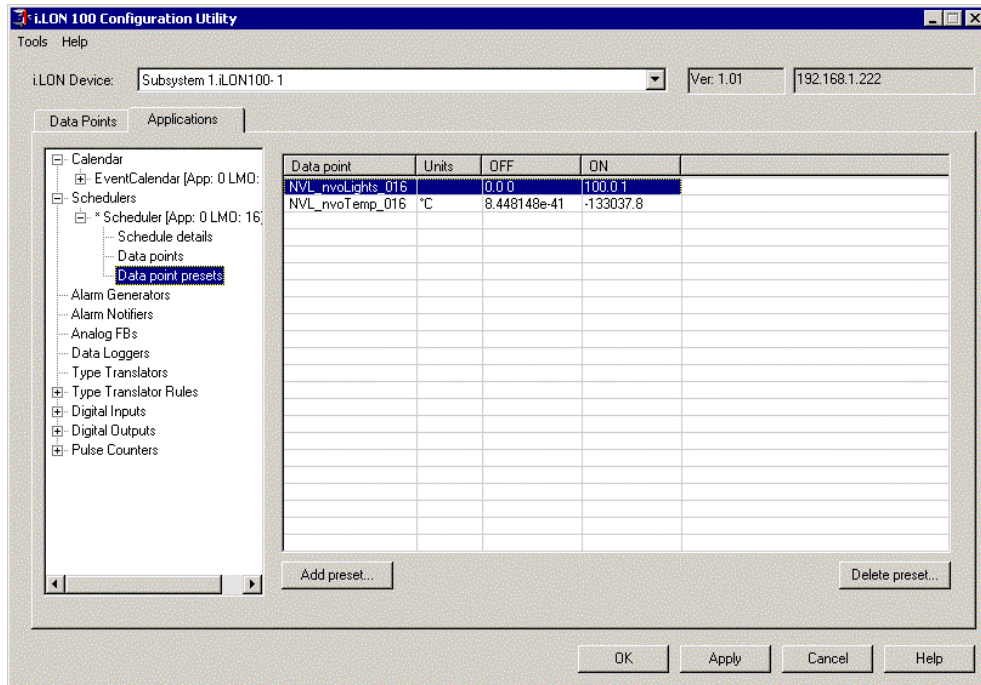 i.LON 100 Configuration Utility
Tools Help
i.LON Device: Subsystem 1.iLON100- 1 Ver: 1.01 192.168.1.222
Data Points Applications
Calendar
EventCalendar [App: 0 LMO:
Schedulers
* Scheduler [App: 0 LMO: 16]
Schedule details
Data points
Data point presets
Alarm Generators
Alarm Notifiers
Analog FBs
Data Loggers
Type Translators
Type Translator Rules
Digital Inputs
Digital Outputs
Pulse Counters
Data point Units OFF ON
NVL_nvoLights_016 0.0 0 100.0 1
NVL_nvoTemp_016 °C 8.448148e-41 -133037.8
Add preset... Delete preset...
OK Apply Cancel Help